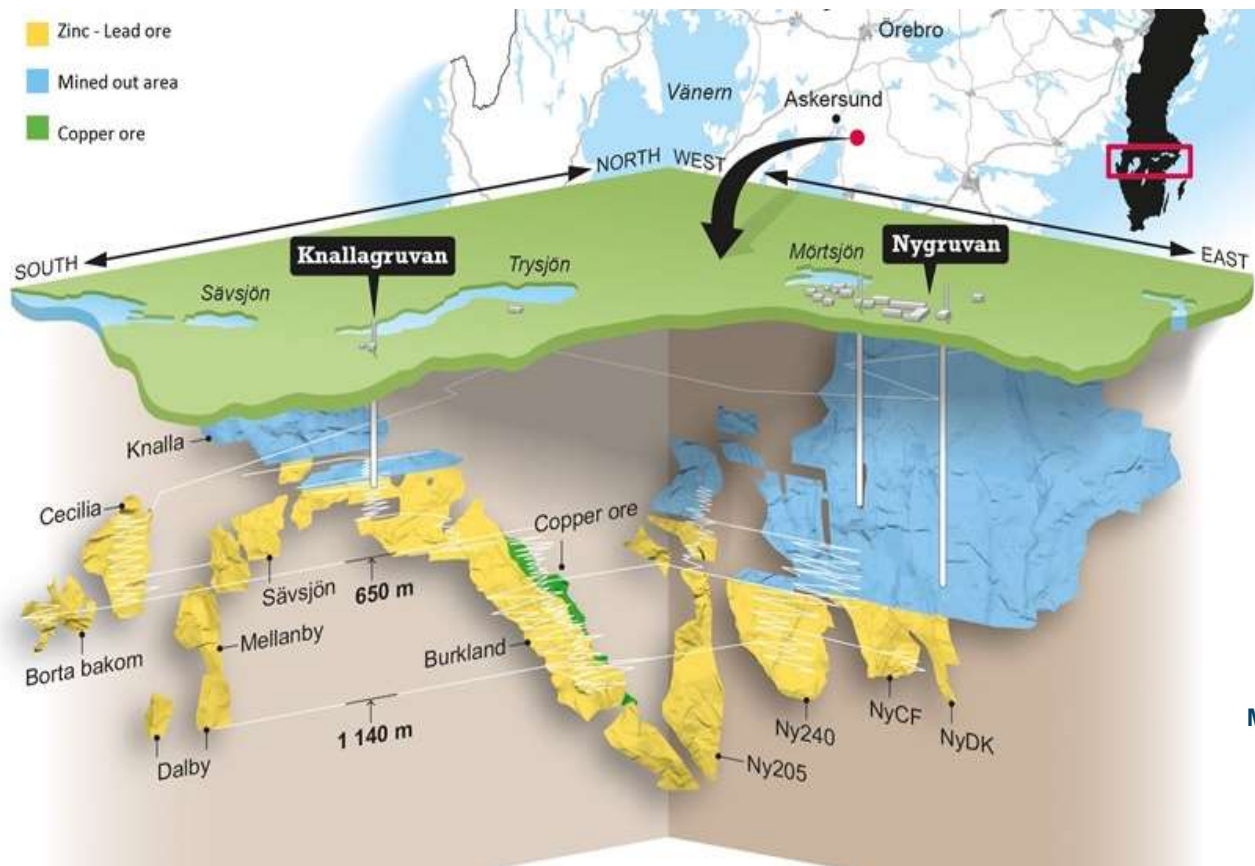 Zinc - Lead ore
Mined out area
Copper ore
Örebro
Vänern
Askersund
NORTH WEST
SOUTH
EAST
Knallagruvan
Nygruvan
Sävsjön
Trysjön
Mörtsjön
Knalla
Cecilia
Copper ore
Sävsjön
650 m
Mellanby
Burkland
Borta bakom
1 140 m
Dalby
Ny205
Ny240
NyCF
NyDK
M